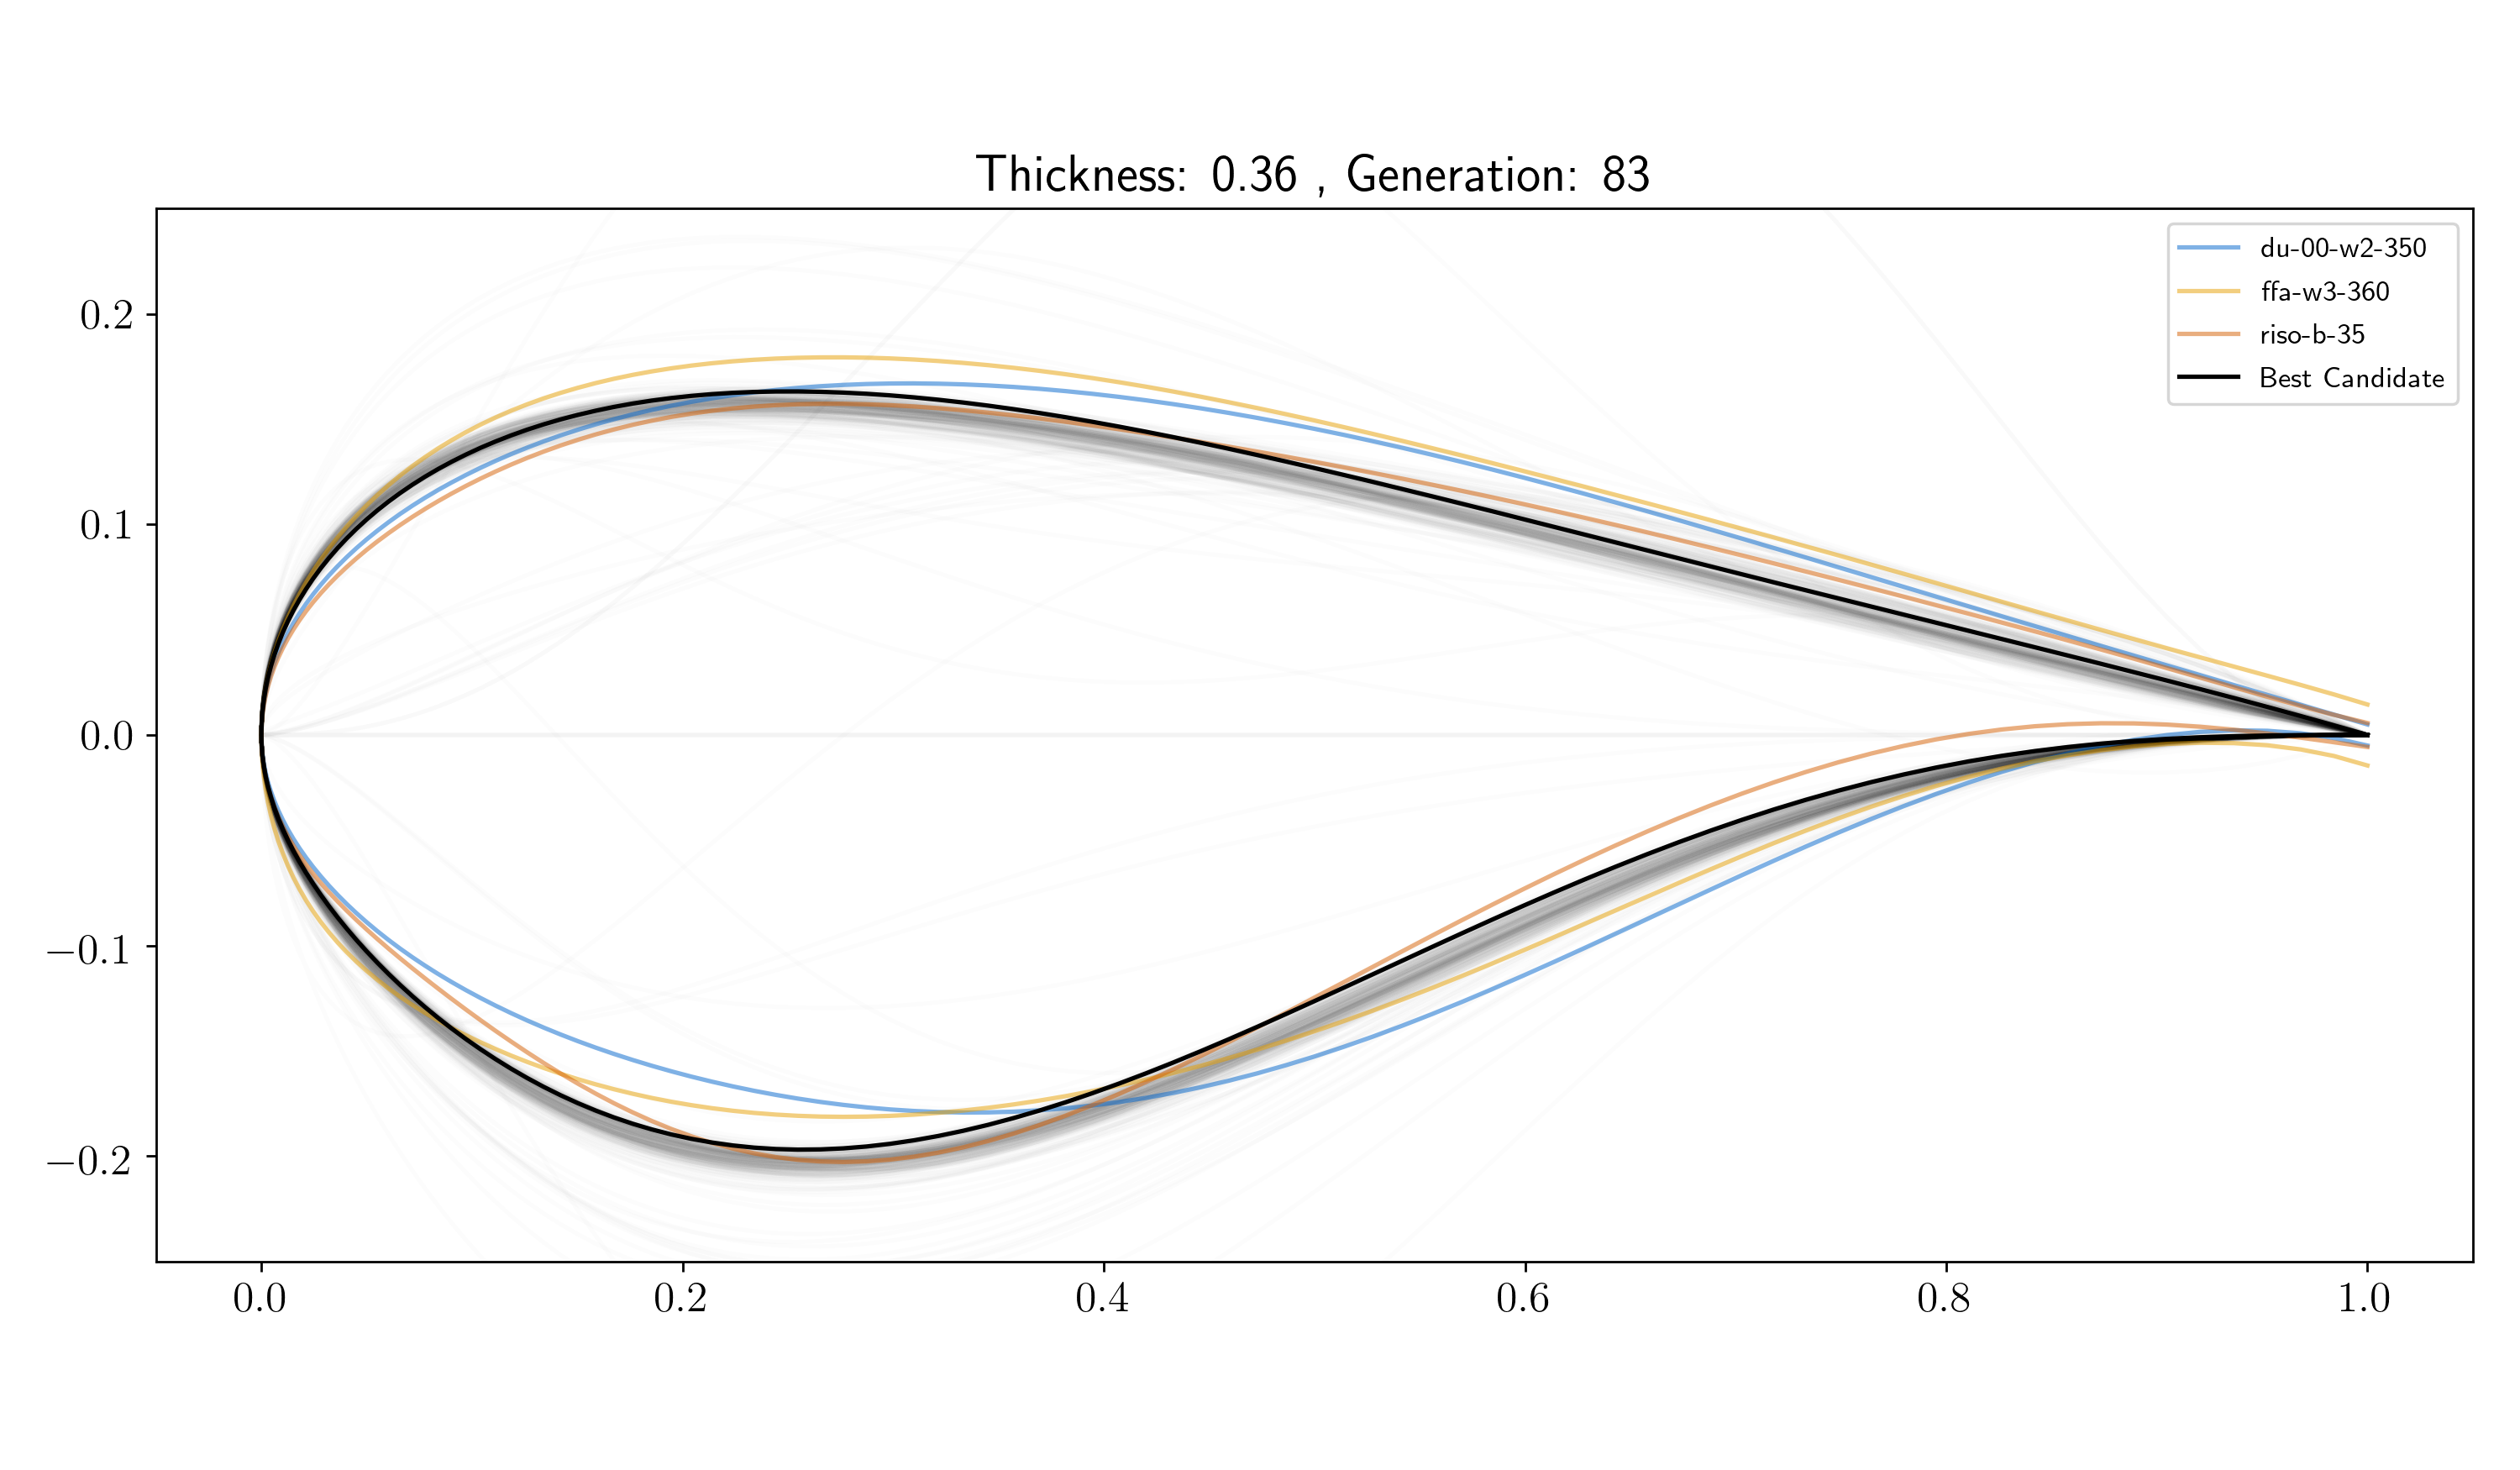 Thickness: 0.36 , Generation: 83
du-00-w2-350
ffa-w3-360
riso-b-35
Best Candidate
0.2
0.1
0.0
−0.1
−0.2
0.0 0.2 0.4 0.6 0.8 1.0